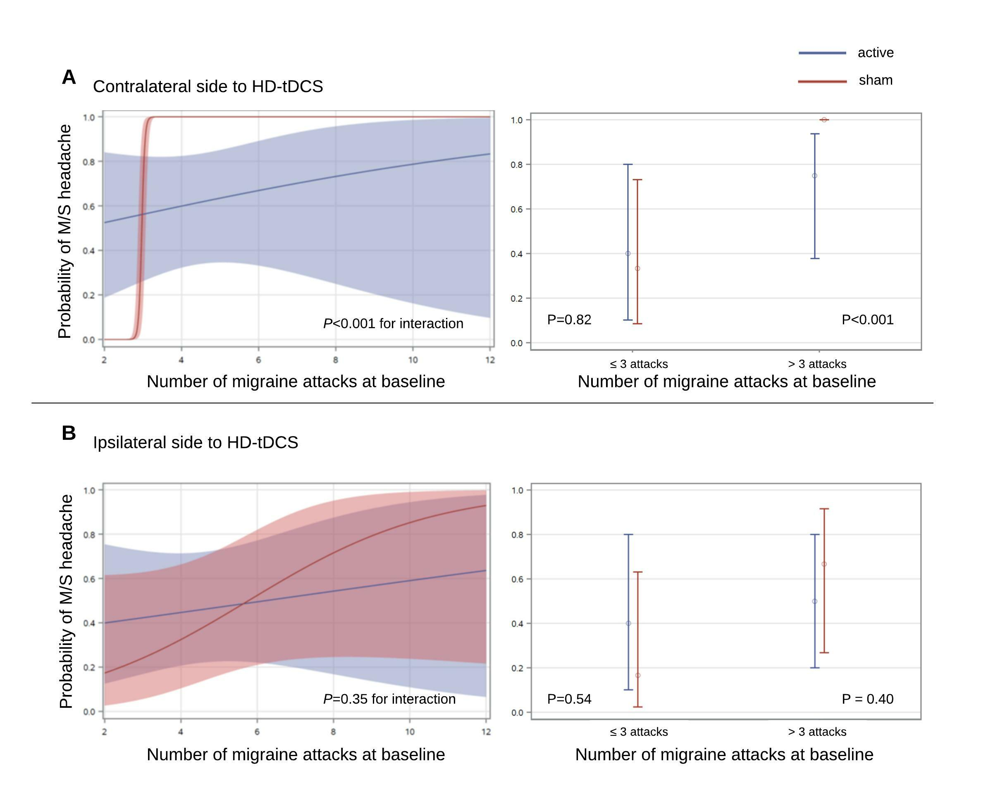 active
sham
A
Contralateral side to HD-tDCS
Probability of M/S headache
1.0
0.8
0.6
0.4
0.2
0.0
P<0.001 for interaction
2 4 6 8 10 12
Number of migraine attacks at baseline
1.0
0.8
0.6
0.4
0.2
0.0
P=0.82 P<0.001
≤ 3 attacks > 3 attacks
Number of migraine attacks at baseline
B
Ipsilateral side to HD-tDCS
Probability of M/S headache
1.0
0.8
0.6
0.4
0.2
0.0
P=0.35 for interaction
2 4 6 8 10 12
Number of migraine attacks at baseline
1.0
0.8
0.6
0.4
0.2
0.0
P=0.54 P = 0.40
≤ 3 attacks > 3 attacks
Number of migraine attacks at baseline